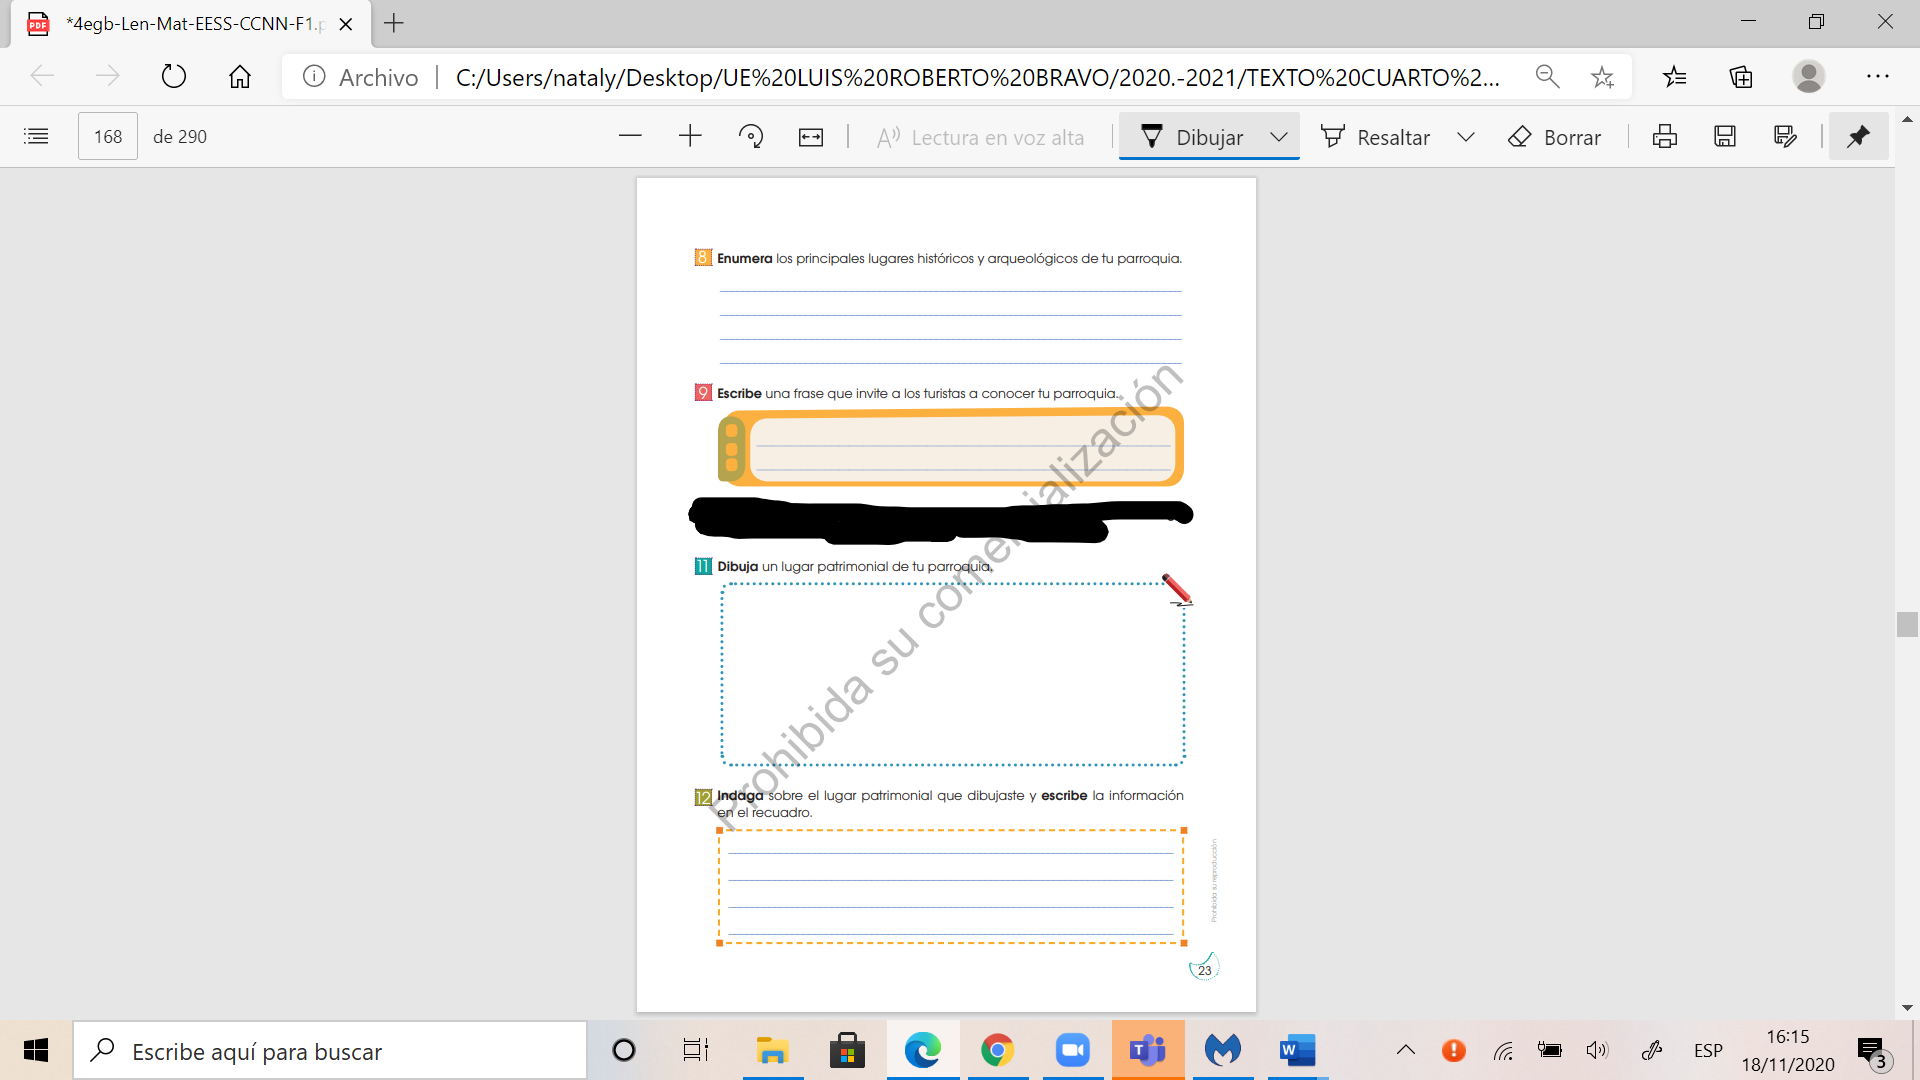 *4egb-Len-Mat-EESS-CCNN-F1.p
Archivo
C:/Users/nataly/Desktop/UE%20LUIS%20ROBERTO%20BRAVO/2020.-2021/TEXTO%20CUARTO%2...
168 de 290
Lectura en voz alta
Dibujar
Resaltar
Borrar
8 Enumera los principales lugares históricos y arqueológicos de tu parroquia.
9 Escribe una frase que invite a los turistas a conocer tu parroquia.
11 Dibuja un lugar patrimonial de tu parroquia.
12 Indaga sobre el lugar patrimonial que dibujaste y escribe la información
en el recuadro.
Prohibida su reproducción
23
Escribe aquí para buscar
ESP
16:15
18/11/2020
3